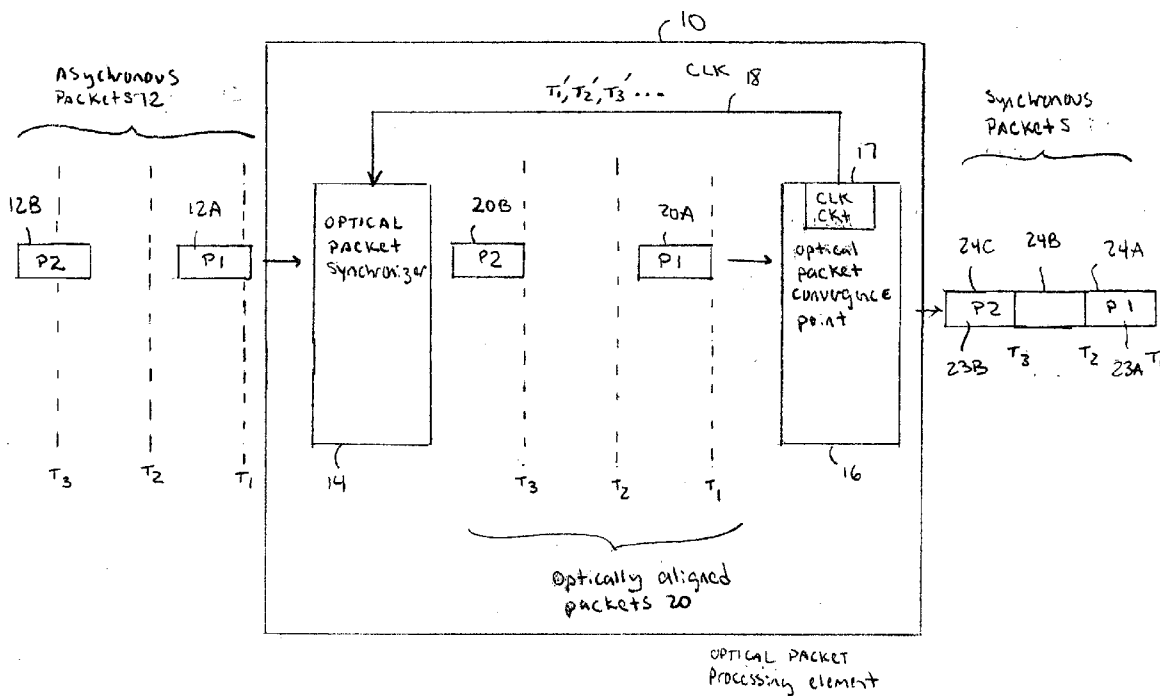 10
Asychronous
Packets 12
T1', T2', T3' ...
CLK
18
Synchronous
Packets
12B
12A
P2
P1
T3
T2
T1
OPTICAL
Packet
Synchronizer
14
20B
20A
P2
P1
T3
T2
T1
Optically aligned
packets 20
17
CLK
CKt
optical
packet
convergence
point
16
24C
24B
24A
P2
P1
23B
T3
T2
23A
T
OPTICAL PACKET
Processing element